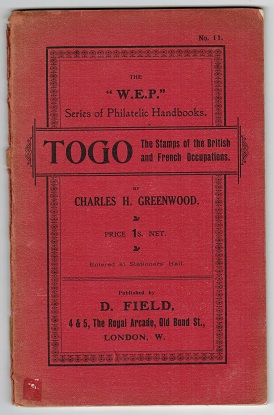 No. 11.
THE
"W.E.P."
Series of Philatelic Handbooks.
TOGO The Stamps of the British
and French Occupations.
BY
CHARLES H. GREENWOOD.
PRICE 1s. NET.
Entered at Stationers' Hall.
Published by
D. FIELD,
4 & 5, The Royal Arcade, Old Bond St.,
LONDON, W.